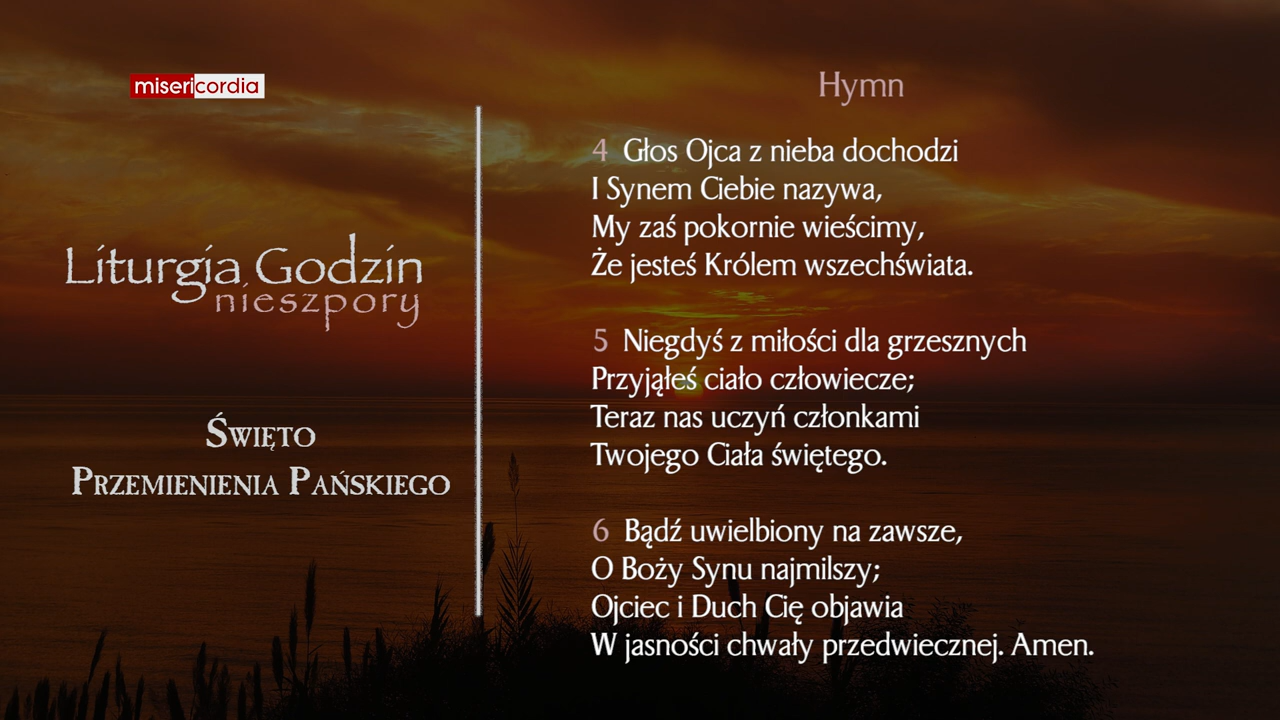 misericordia
Liturgia Godzin
nieszpory
Święto
Przemienienia Pańskiego
Hymn
4 Głos Ojca z nieba dochodzi
I Synem Ciebie nazywa,
My zaś pokornie wieścimy,
Że jesteś Królem wszechświata.
5 Niegdyś z miłości dla grzesznych
Przyjąłeś ciało człowiecze;
Teraz nas uczyń członkami
Twojego Ciała świętego.
6 Bądź uwielbiony na zawsze,
O Boży Synu najmilszy;
Ojciec i Duch Cię objawia
W jasności chwały przedwiecznej. Amen.